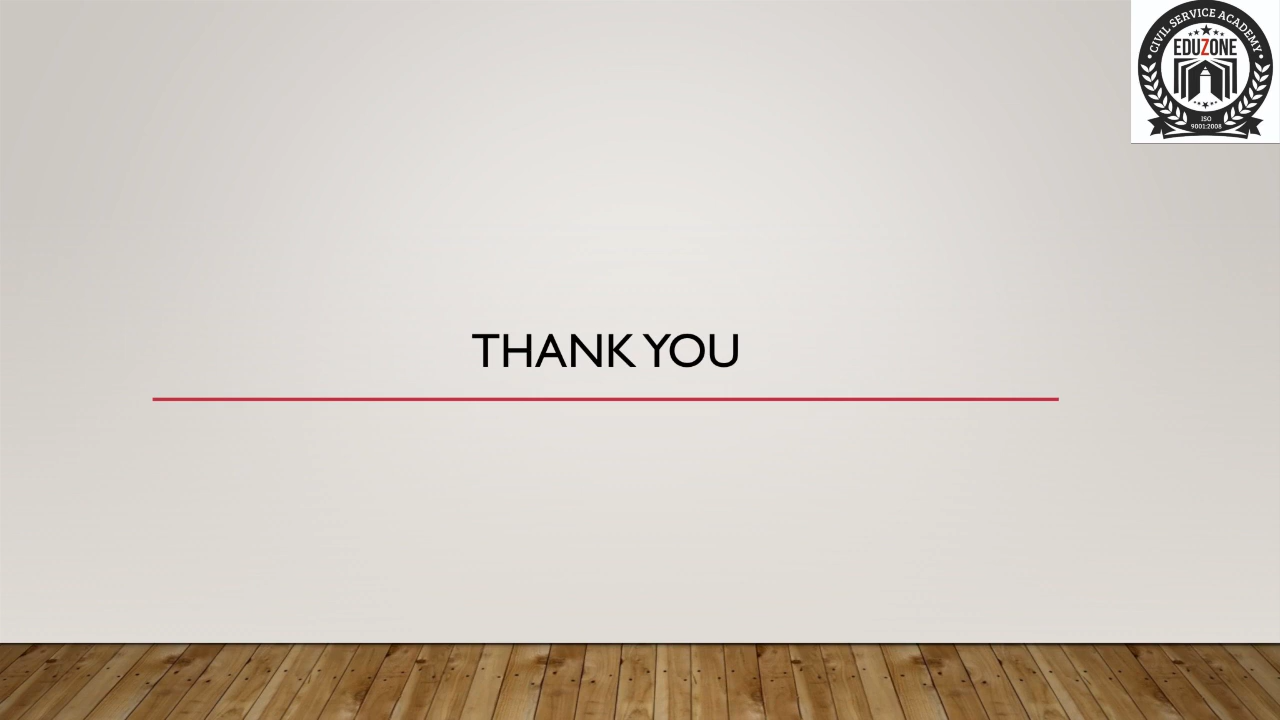 CIVIL SERVICE ACADEMY
EDUZONE
ISO
9001:2008
THANK YOU